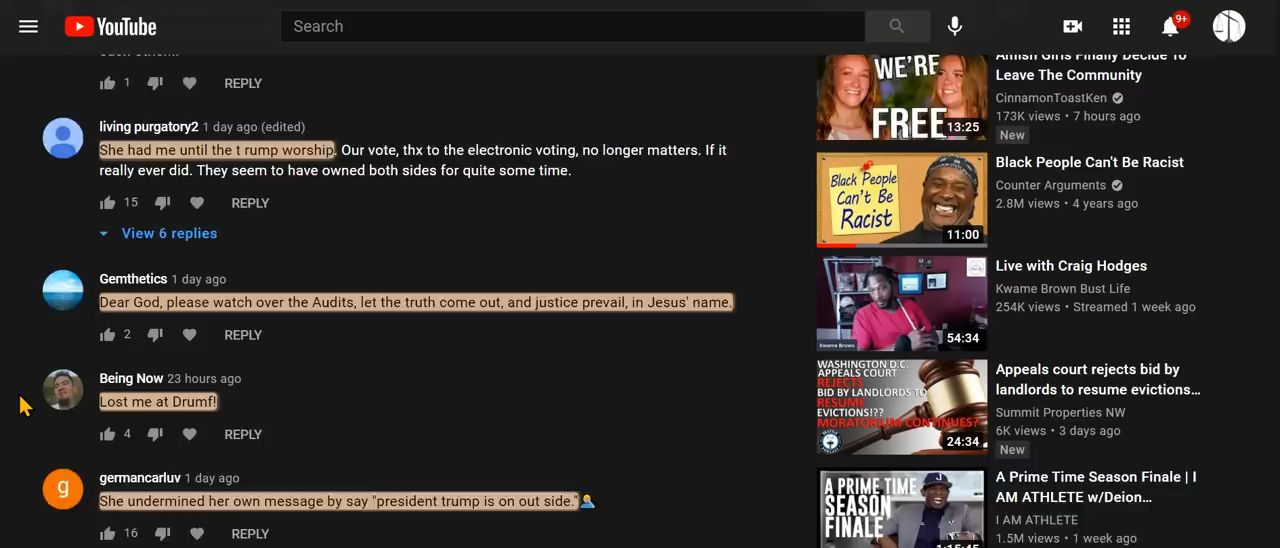 YouTube
Search
9+
1
REPLY
living purgatory2 1 day ago (edited)
She had me until the t rump worship. Our vote, thx to the electronic voting, no longer matters. If it
really ever did. They seem to have owned both sides for quite some time.
15
REPLY
View 6 replies
Gemthetics 1 day ago
Dear God, please watch over the Audits, let the truth come out, and justice prevail, in Jesus' name.
2
REPLY
Being Now 23 hours ago
Lost me at Drumf!
4
REPLY
g
germancarluv 1 day ago
She undermined her own message by say "president trump is on out side."
16
REPLY
WE'RE
FREE
13:25
Amish Girls Finally Decide To
Leave The Community
CinnamonToastKen
173K views • 7 hours ago
New
Black People
Can't Be
Racist
11:00
Black People Can't Be Racist
Counter Arguments
2.8M views • 4 years ago
Kwame Brown
54:34
Live with Craig Hodges
Kwame Brown Bust Life
254K views • Streamed 1 week ago
WASHINGTON D.C.
APPEALS COURT
REJECTS
BID BY LANDLORDS TO
RESUME
EVICTIONS!??
MORATORIUM CONTINUES?
24:34
Appeals court rejects bid by
landlords to resume evictions...
Summit Properties NW
6K views • 3 days ago
New
A PRIME TIME
SEASON
FINALE
1:15:45
A Prime Time Season Finale | I
AM ATHLETE w/Deion...
I AM ATHLETE
1.5M views • 1 week ago